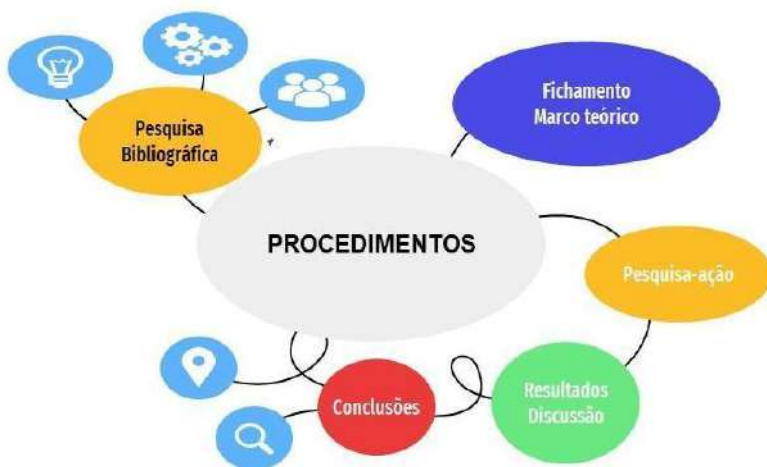 Pesquisa
Bibliográfica
Fichamento
Marco teórico
PROCEDIMENTOS
Pesquisa-ação
Resultados
Discussão
Conclusões